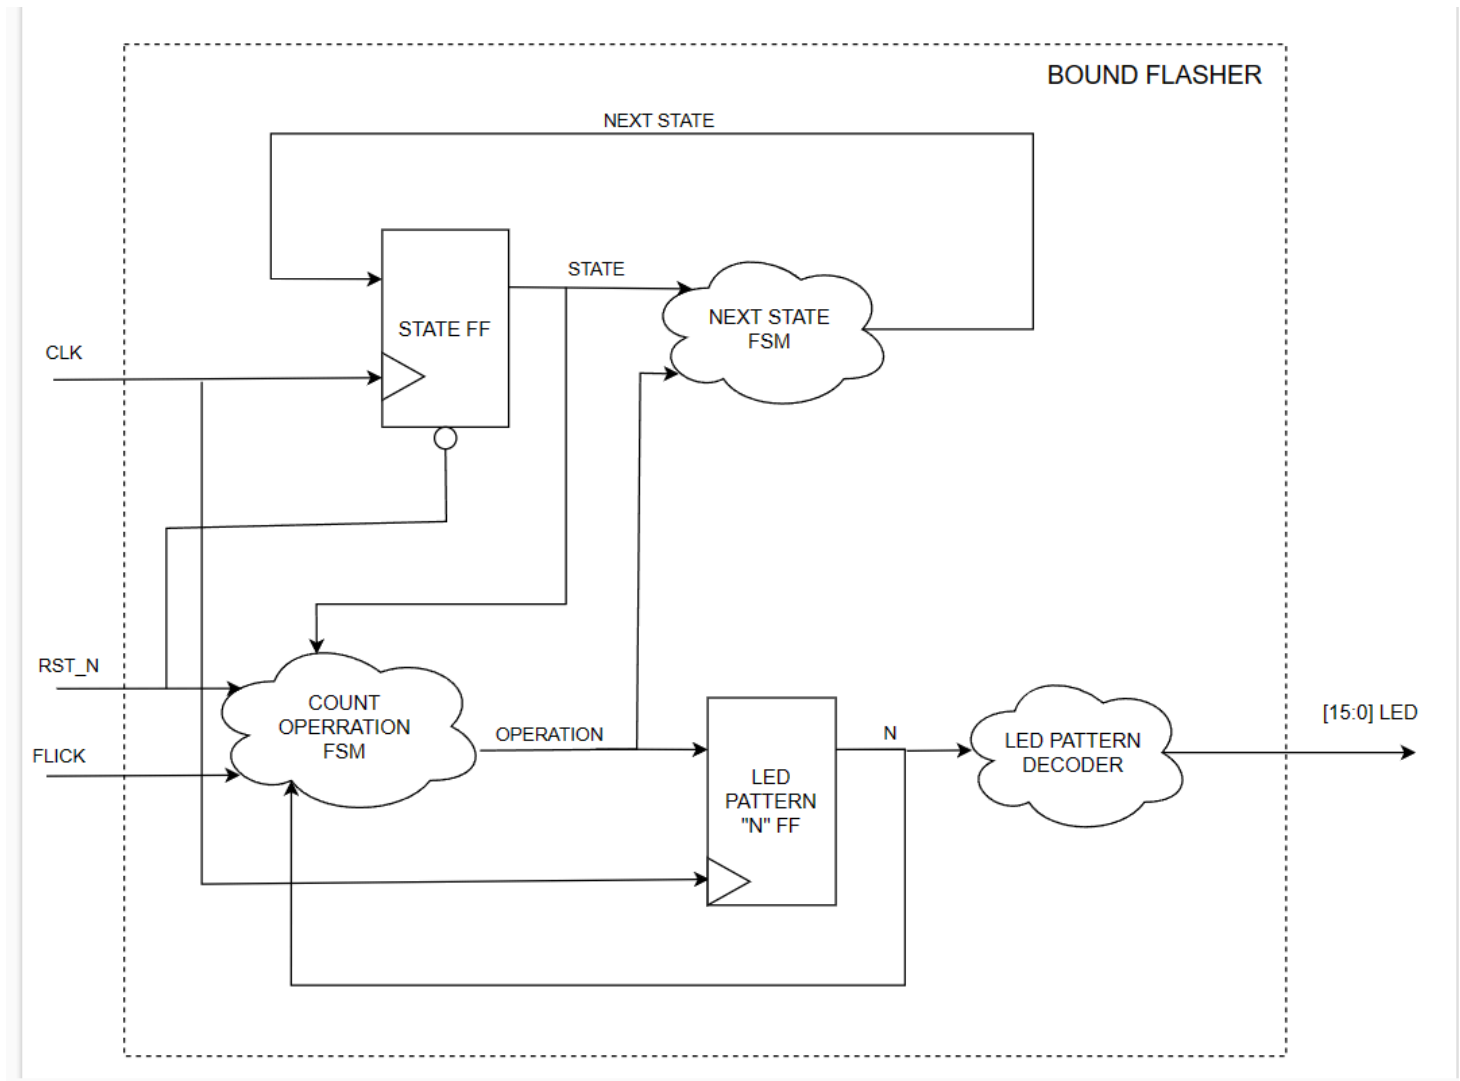 BOUND FLASHER
NEXT STATE
STATE
NEXT STATE
FSM
STATE FF
CLK
RST_N
COUNT
OPERRATION
FSM
OPERATION
FLICK
LED
PATTERN
"N" FF
N
LED PATTERN
DECODER
[15:0] LED